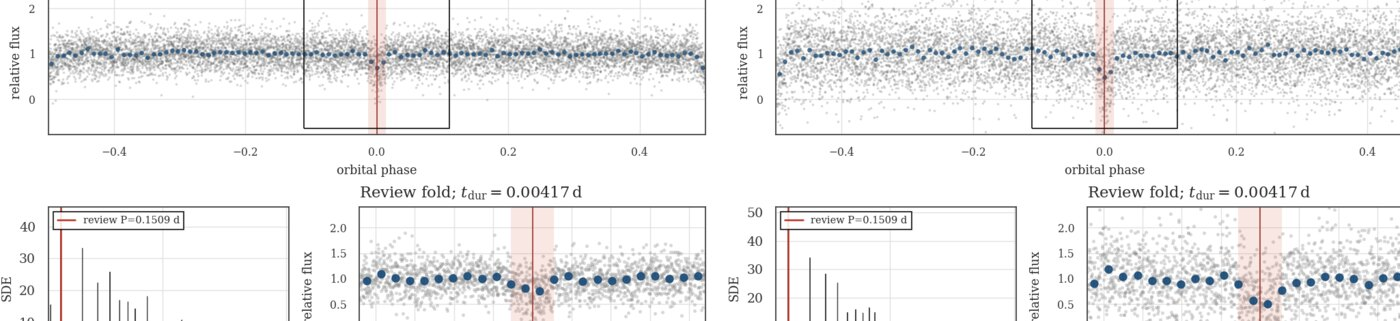 2
2
relative flux
relative flux
1
1
0
0
−0.4
−0.2
0.0
0.2
0.4
−0.4
−0.2
0.0
0.2
0.4
orbital phase
orbital phase
Review fold; t_dur = 0.00417 d
Review fold; t_dur = 0.00417 d
review P=0.1509 d
40
30
20
10
SDE
2.0
1.5
1.0
0.5
relative flux
review P=0.1509 d
50
40
30
20
SDE
2.0
1.5
1.0
0.5
relative flux